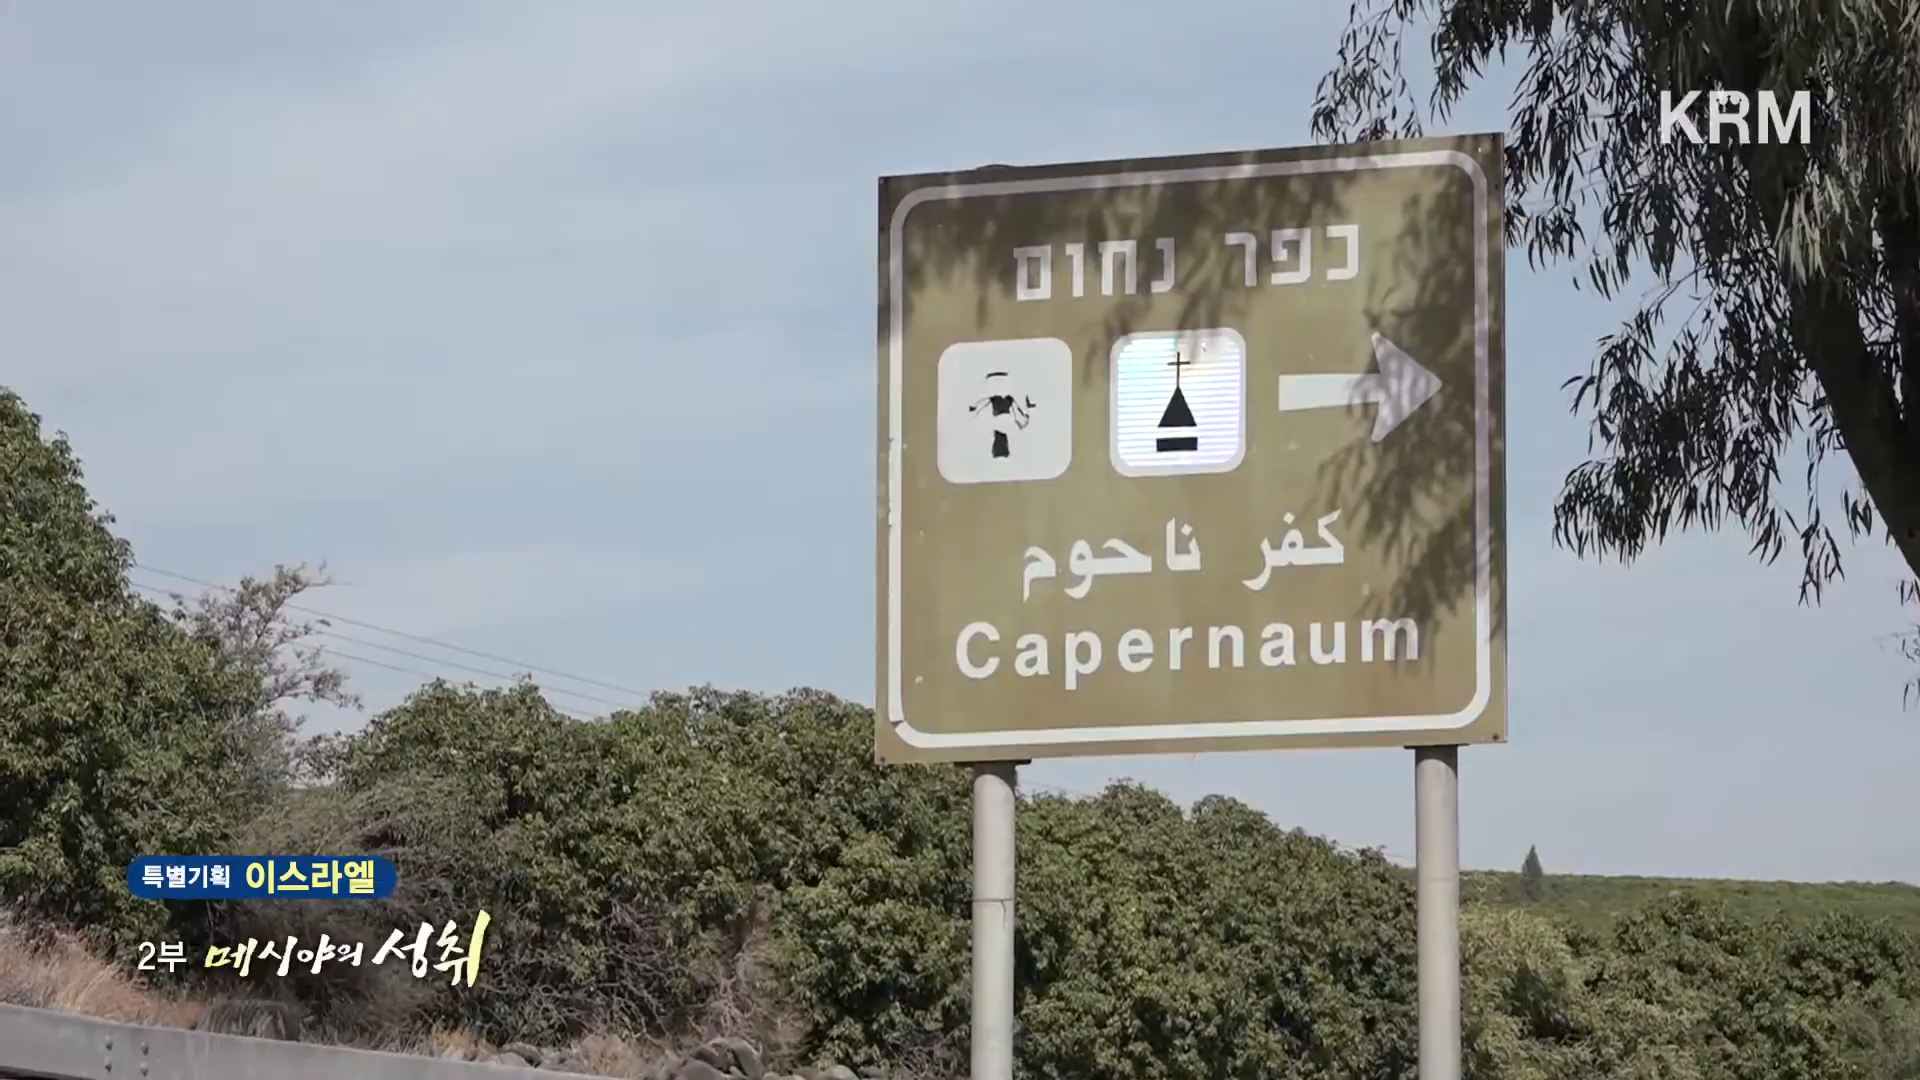 KRM
כפר נחום
كفر ناحوم
Capernaum
특별기획 이스라엘
2부 메시야의 성취